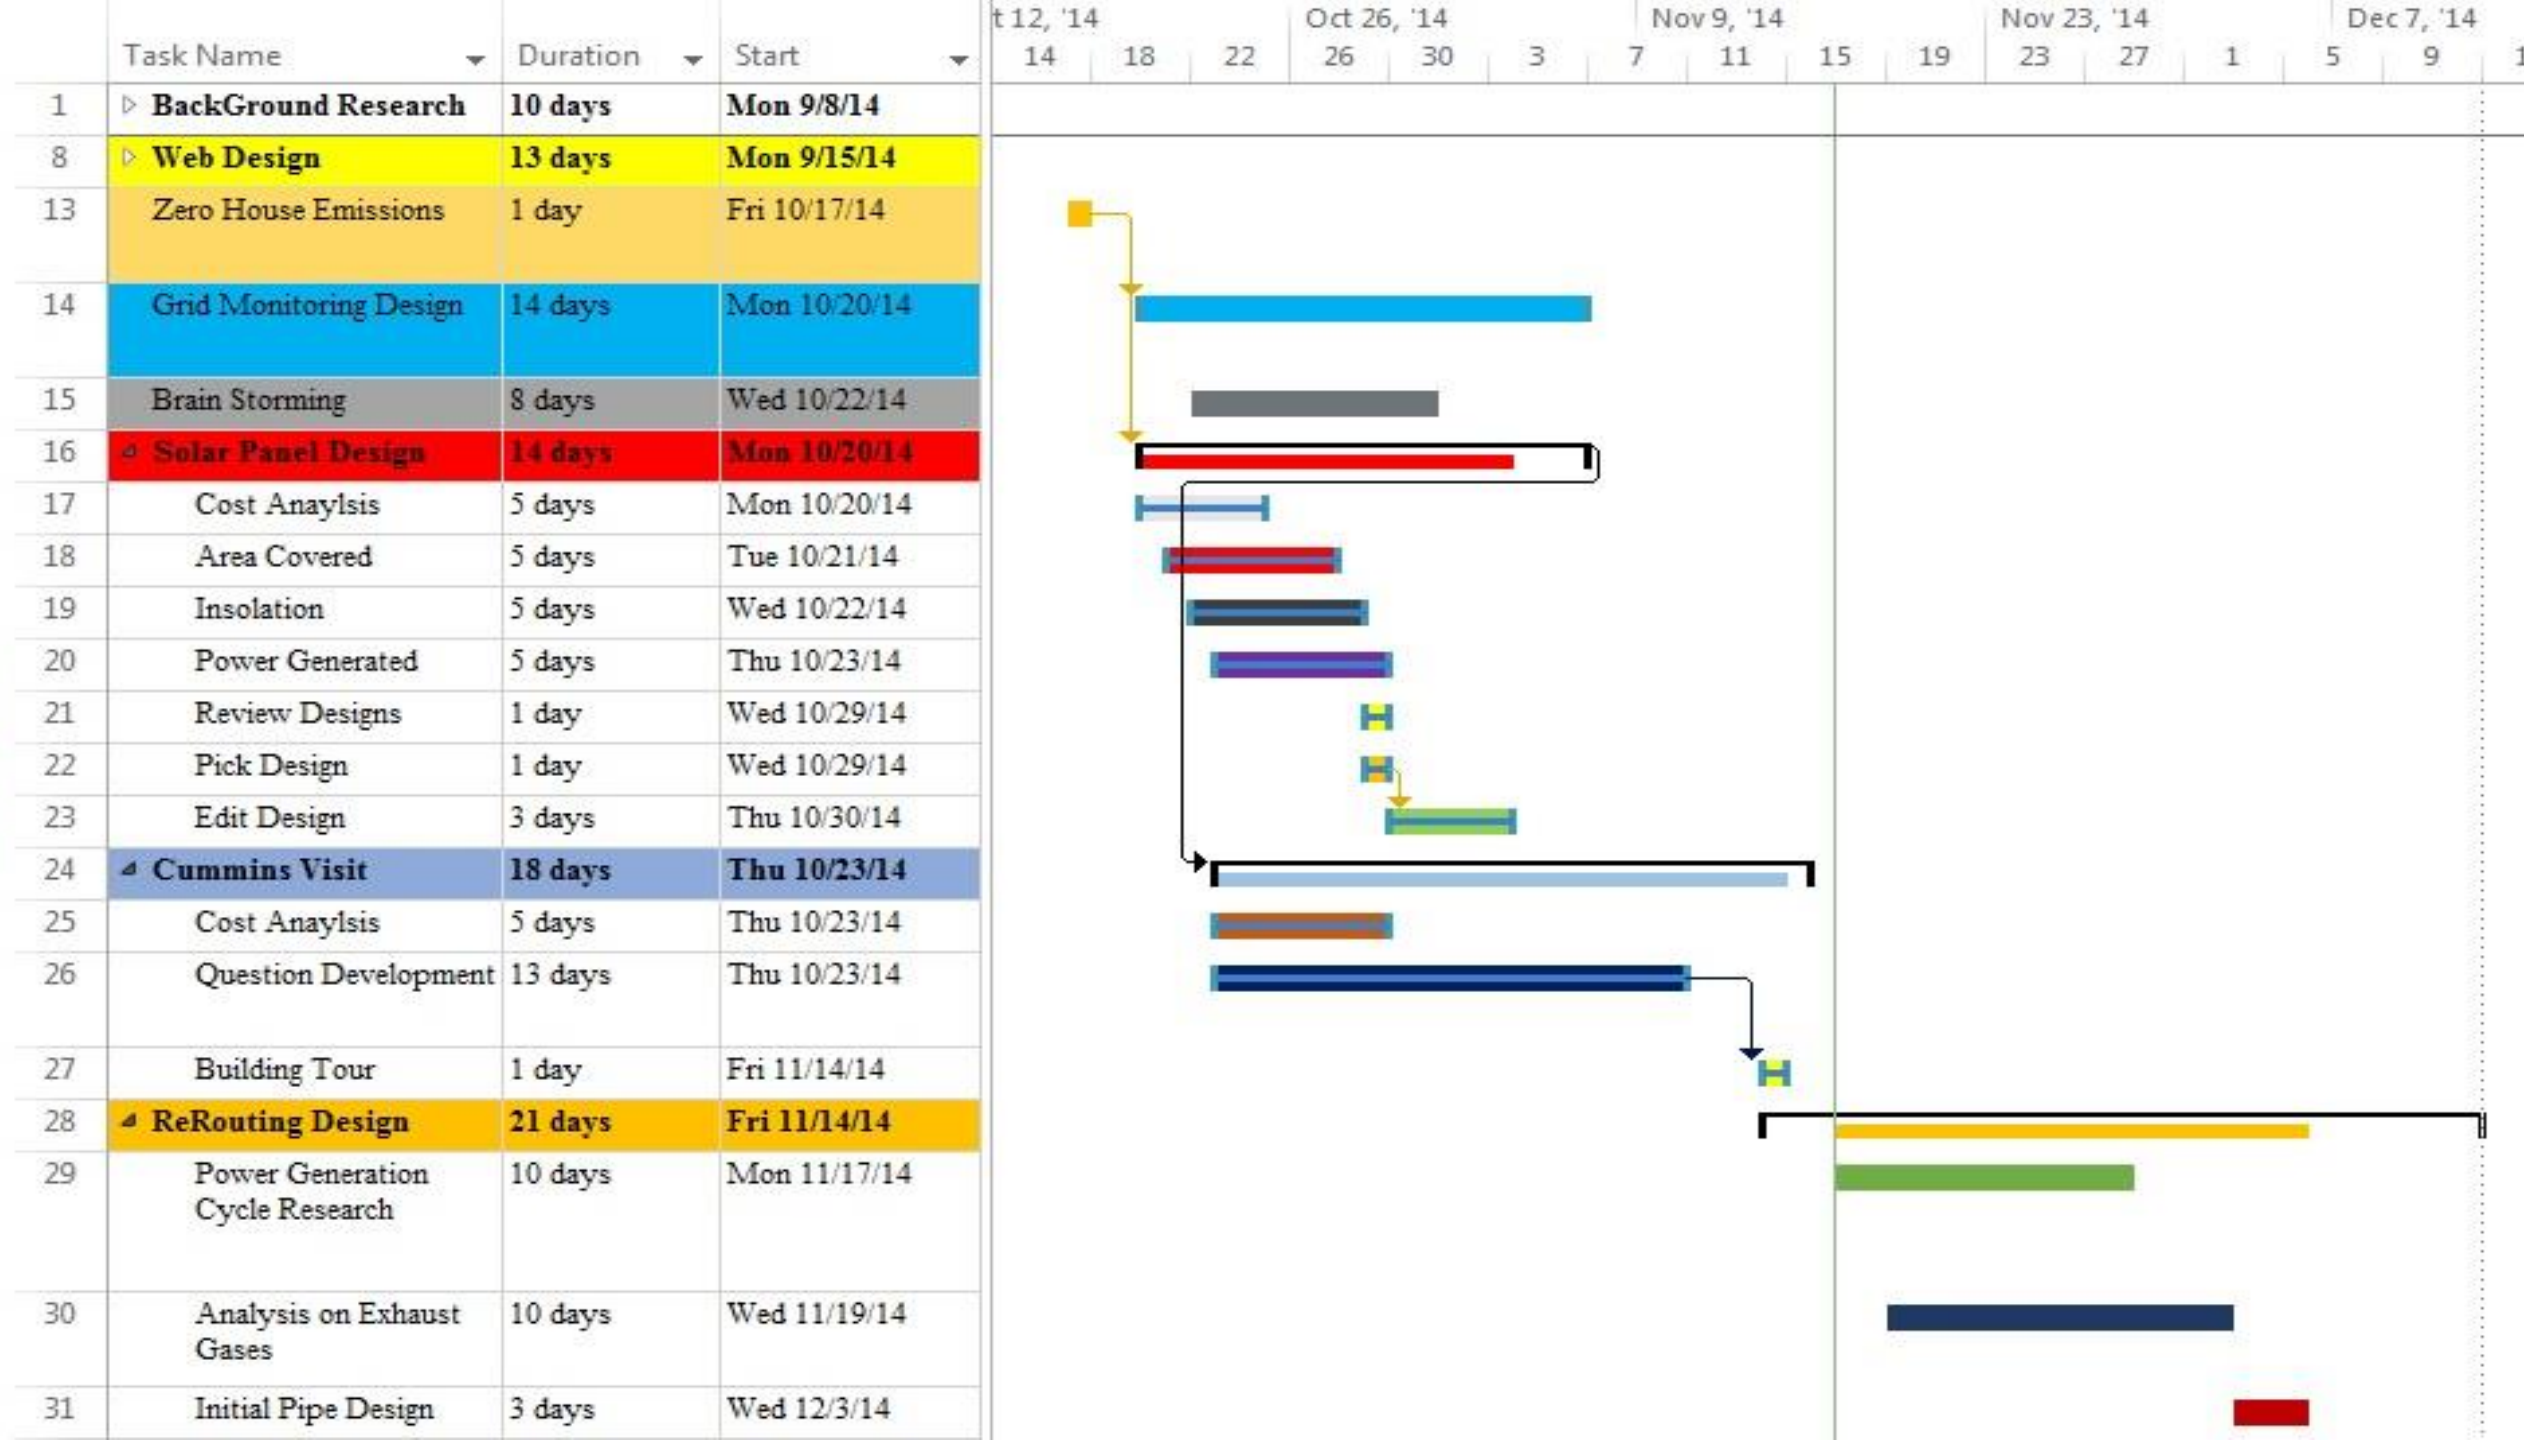 t 12, '14 Oct 26, '14 Nov 9, '14 Nov 23, '14 Dec 7, '14
Task Name Duration Start 14 18 22 26 30 3 7 11 15 19 23 27 1 5 9
1 BackGround Research 10 days Mon 9/8/14
8 Web Design 13 days Mon 9/15/14
13 Zero House Emissions 1 day Fri 10/17/14
14 Grid Monitoring Design 14 days Mon 10/20/14
15 Brain Storming 8 days Wed 10/22/14
16 Solar Panel Design 14 days Mon 10/20/14
17 Cost Anaylsis 5 days Mon 10/20/14
18 Area Covered 5 days Tue 10/21/14
19 Insolation 5 days Wed 10/22/14
20 Power Generated 5 days Thu 10/23/14
21 Review Designs 1 day Wed 10/29/14
22 Pick Design 1 day Wed 10/29/14
23 Edit Design 3 days Thu 10/30/14
24 Cummins Visit 18 days Thu 10/23/14
25 Cost Anaylsis 5 days Thu 10/23/14
26 Question Development 13 days Thu 10/23/14
27 Building Tour 1 day Fri 11/14/14
28 ReRouting Design 21 days Fri 11/14/14
29 Power Generation 10 days Mon 11/17/14
Cycle Research
30 Analysis on Exhaust 10 days Wed 11/19/14
Gases
31 Initial Pipe Design 3 days Wed 12/3/14